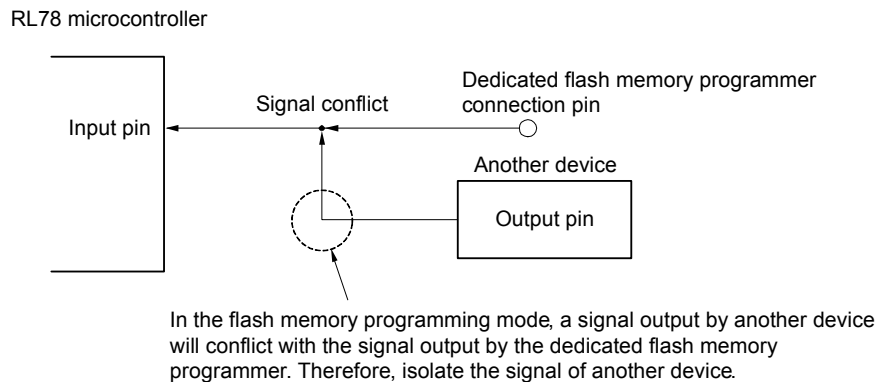 RL78 microcontroller
Dedicated flash memory programmer
connection pin
Signal conflict
Input pin
Another device
Output pin
In the flash memory programming mode, a signal output by another device
will conflict with the signal output by the dedicated flash memory
programmer. Therefore, isolate the signal of another device.